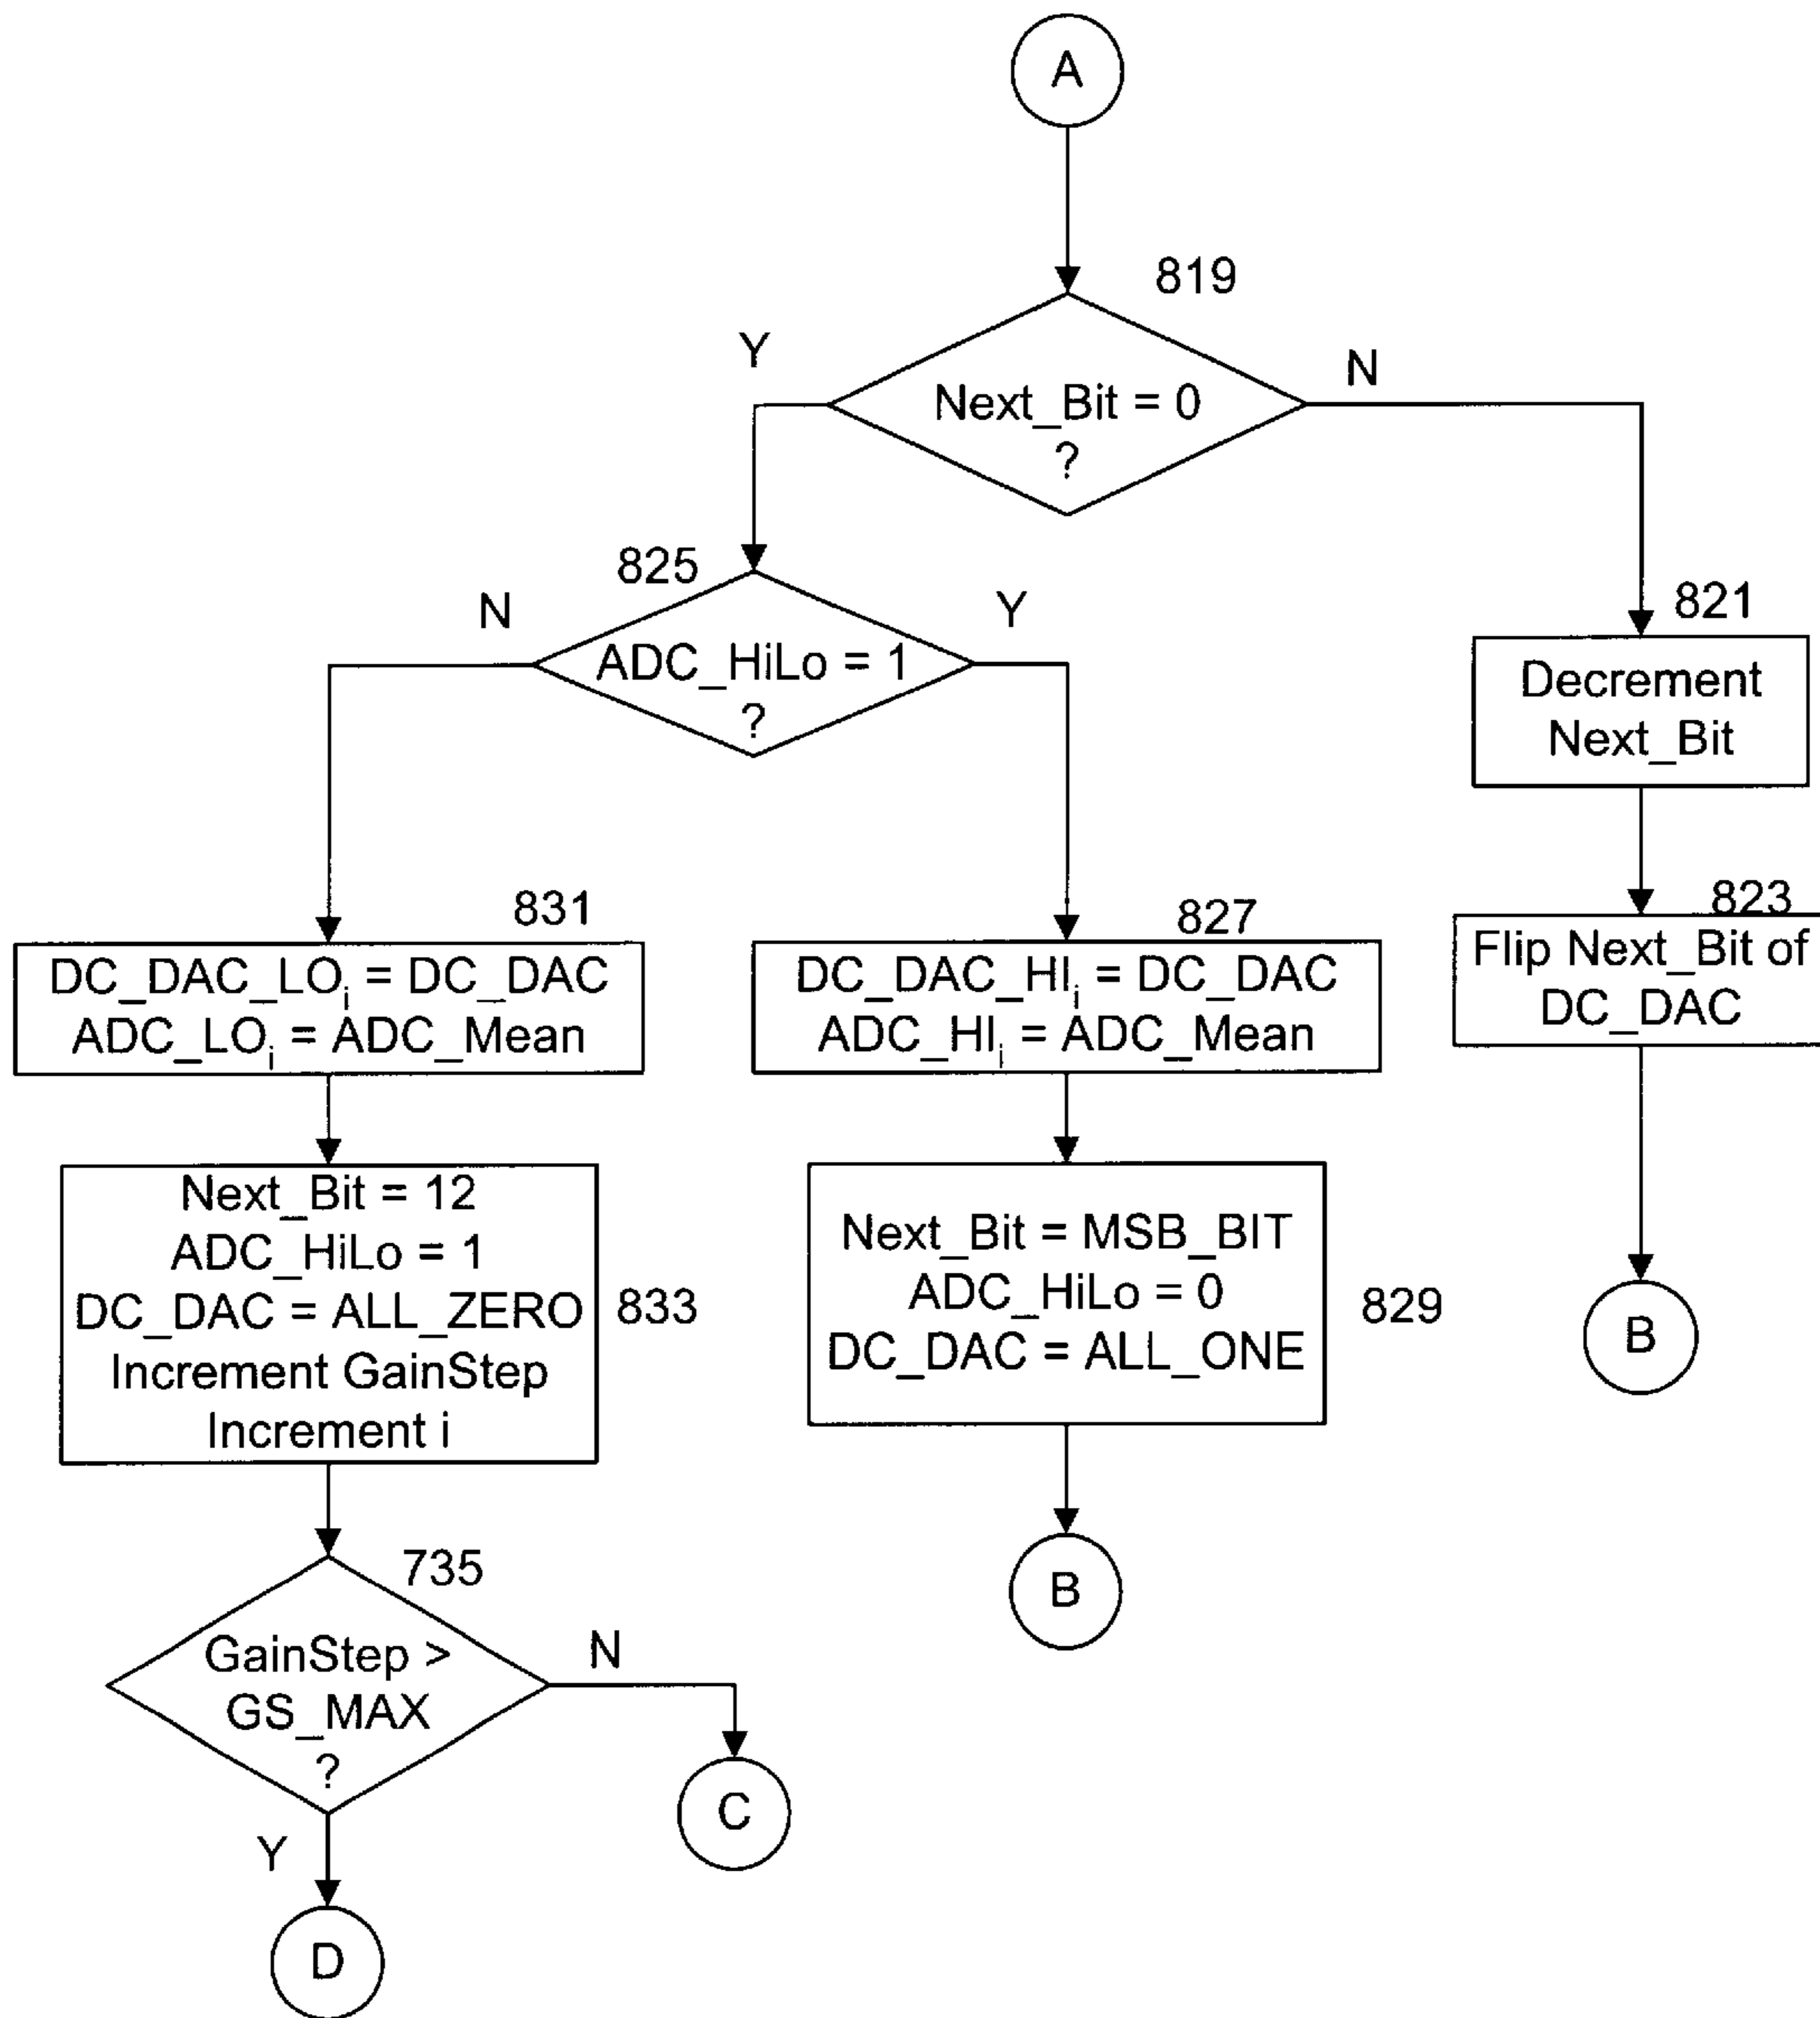 A
819
Y
N
Next_Bit = 0
?
825
N
Y
ADC_HiLo = 1
?
821
Decrement
Next_Bit
831
DC_DAC_LOi = DC_DAC
ADC_LOi = ADC_Mean
827
DC_DAC_HIi = DC_DAC
ADC_HIi = ADC_Mean
823
Flip Next_Bit of
DC_DAC
Next_Bit = 12
ADC_HiLo = 1
DC_DAC = ALL_ZERO
Increment GainStep
Increment i
833
Next_Bit = MSB_BIT
ADC_HiLo = 0
DC_DAC = ALL_ONE
829
B
735
GainStep >
GS_MAX
?
N
B
Y
C
D